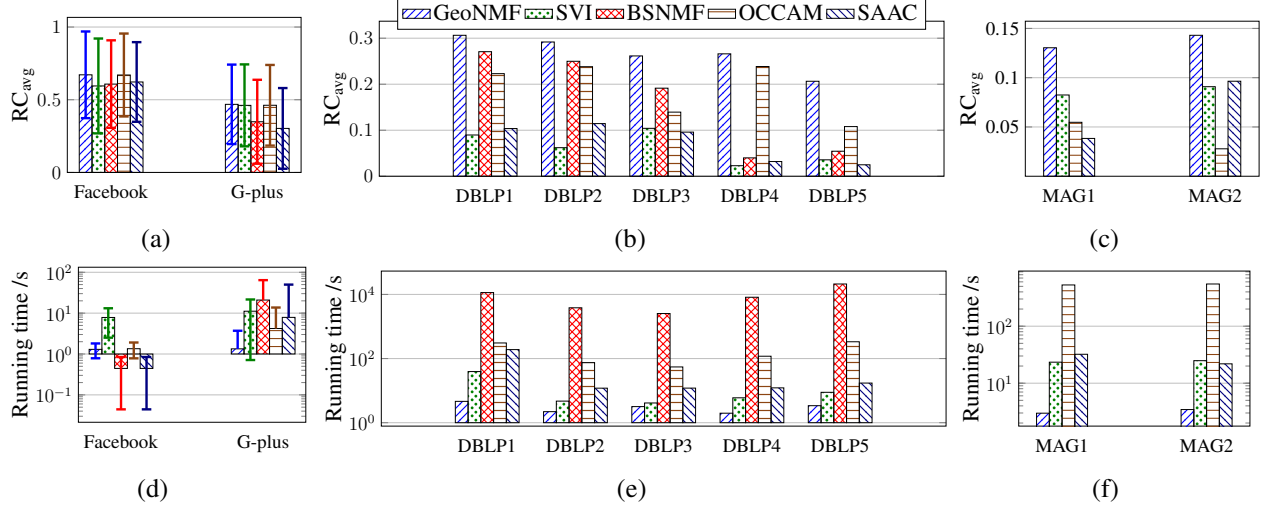 GeoNMF SVI BSNMF OCCAM SAAC
RC_avg
1
0.5
0
Facebook G-plus
(a)
RC_avg
0.3
0.2
0.1
0
DBLP1 DBLP2 DBLP3 DBLP4 DBLP5
(b)
RC_avg
0.15
0.1
0.05
MAG1 MAG2
(c)
Running time /s
10^2
10^1
10^0
10^−1
Facebook G-plus
(d)
Running time /s
10^4
10^2
10^0
DBLP1 DBLP2 DBLP3 DBLP4 DBLP5
(e)
Running time /s
10^2
10^1
MAG1 MAG2
(f)